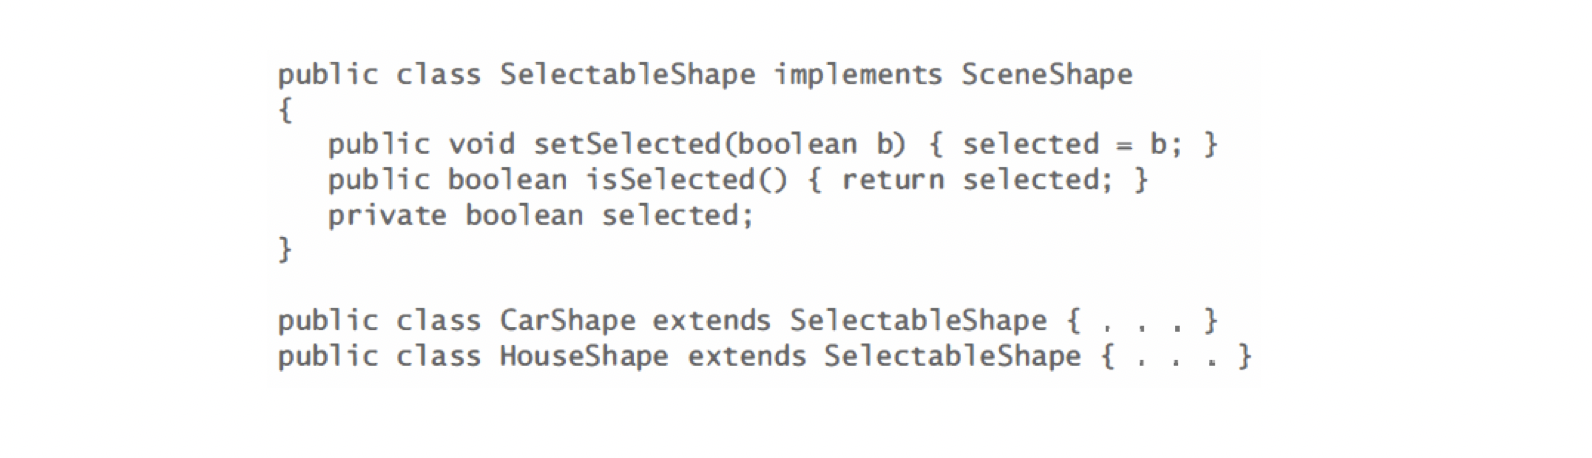 public class SelectableShape implements SceneShape
{
public void setSelected(boolean b) { selected = b; }
public boolean isSelected() { return selected; }
private boolean selected;
}
public class CarShape extends SelectableShape { . . . }
public class HouseShape extends SelectableShape { . . . }